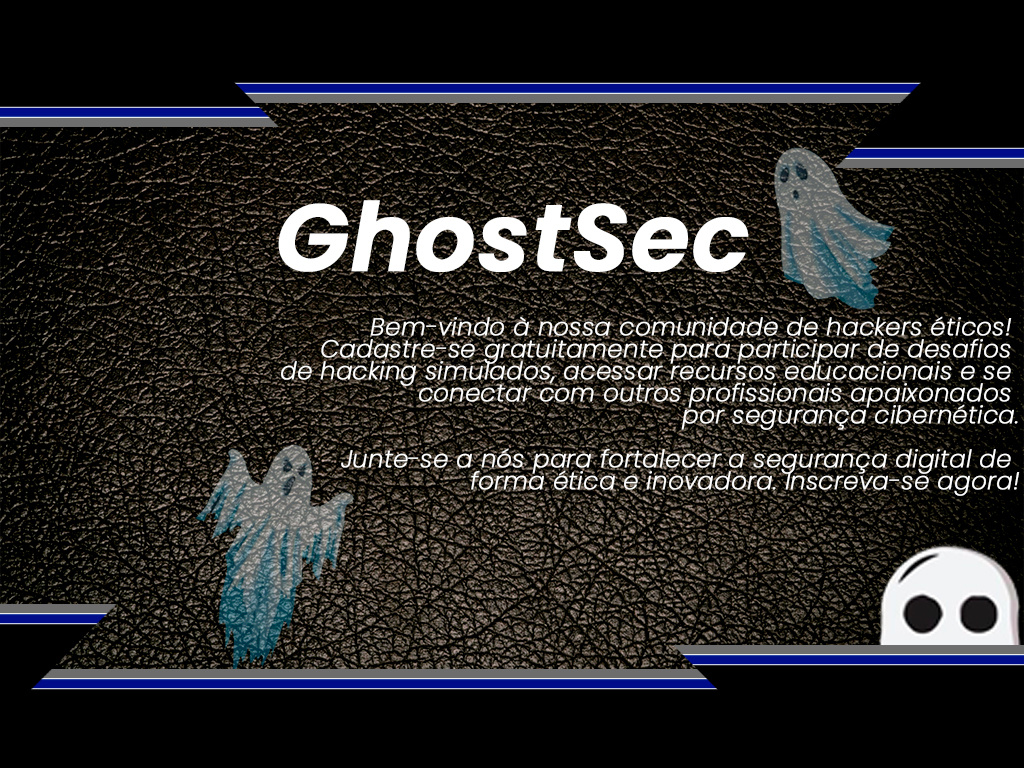 GhostSec
Bem-vindo à nossa comunidade de hackers éticos!
Cadastre-se gratuitamente para participar de desafios
de hacking simulados, acessar recursos educacionais e se
conectar com outros profissionais apaixonados
por segurança cibernética.
Junte-se a nós para fortalecer a segurança digital de
forma ética e inovadora. Inscreva-se agora!